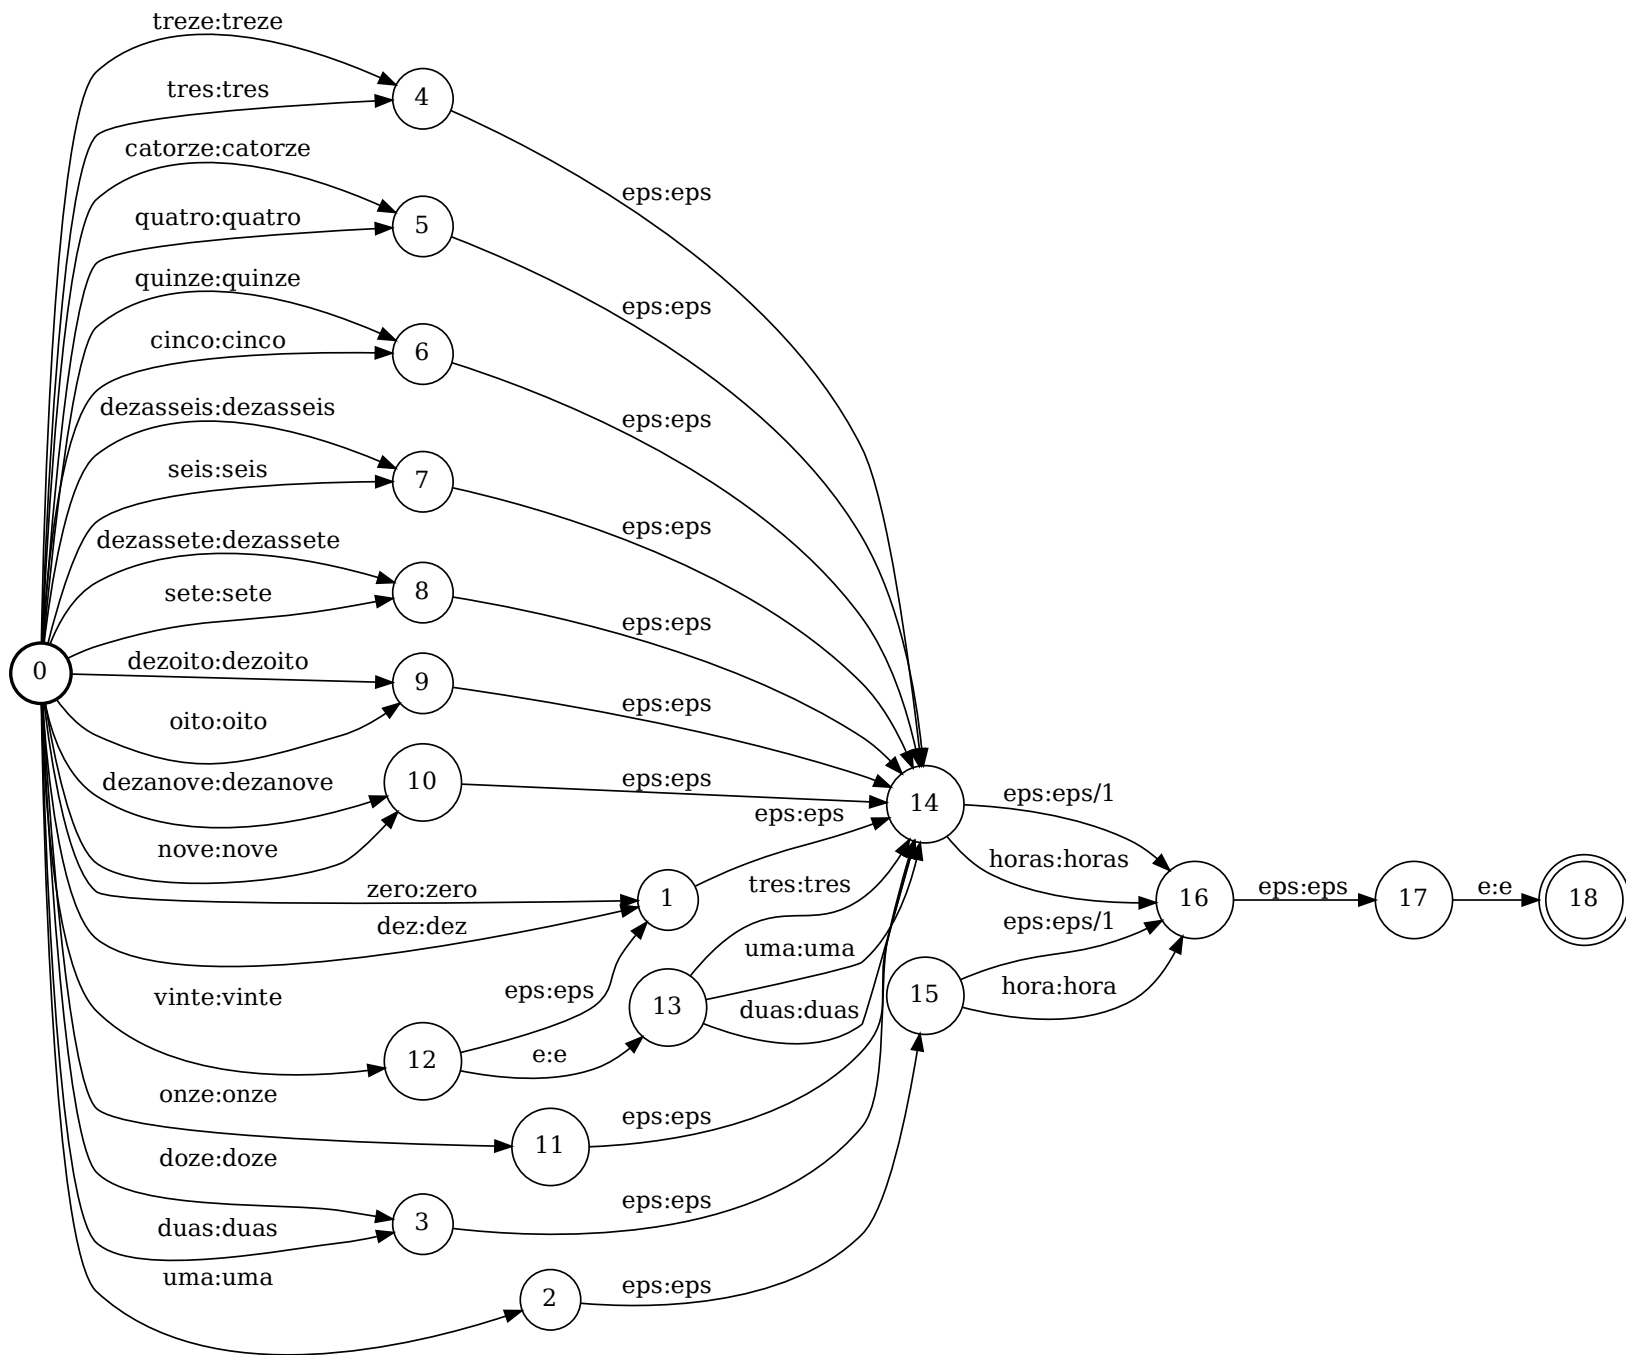 treze:treze
tres:tres
4
catorze:catorze
eps:eps
quatro:quatro
5
quinze:quinze
eps:eps
cinco:cinco
6
dezasseis:dezasseis
eps:eps
seis:seis
7
dezassete:dezassete
eps:eps
sete:sete
8
eps:eps
0
dezoito:dezoito
9
eps:eps
oito:oito
dezanove:dezanove
10
eps:eps
14
eps:eps/1
eps:eps
nove:nove
horas:horas
zero:zero
1
tres:tres
16
eps:eps
17
e:e
18
dez:dez
eps:eps/1
uma:uma
vinte:vinte
eps:eps
13
duas:duas
15
hora:hora
12
e:e
onze:onze
11
eps:eps
doze:doze
eps:eps
3
duas:duas
uma:uma
2
eps:eps